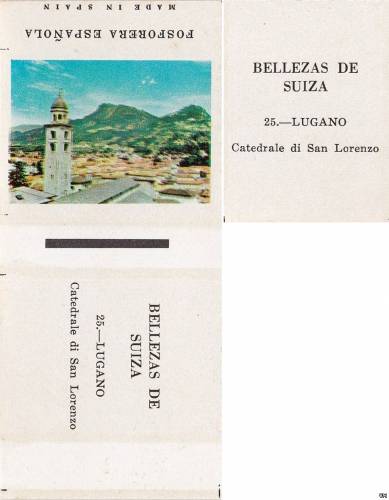 MADE IN SPAIN
FOSFORERA ESPAÑOLA
BELLEZAS DE
SUIZA
25.—LUGANO
Catedrale di San Lorenzo
BELLEZAS DE
SUIZA
25.—LUGANO
Catedrale di San Lorenzo